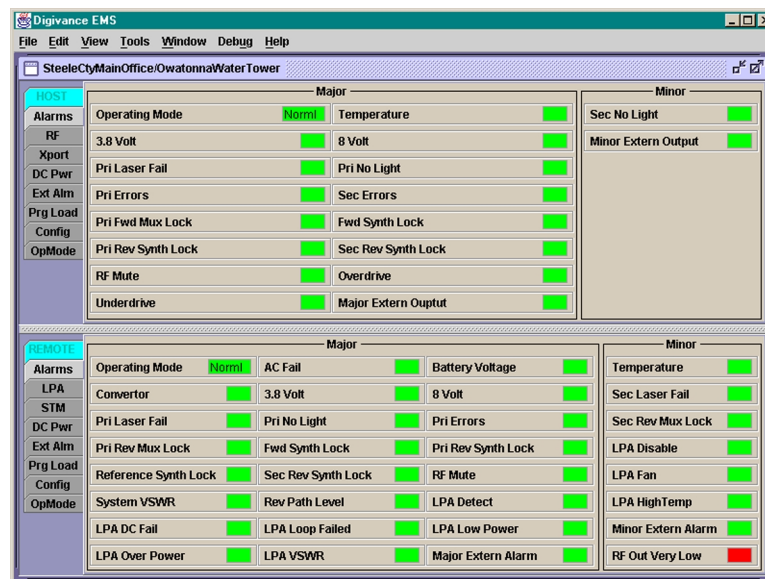 Digivance EMS
File Edit View Tools Window Debug Help
SteeleCtyMainOffice/OwatonnaWaterTower
HOST
Alarms
RF
Xport
DC Pwr
Ext Alm
Prg Load
Config
OpMode
Major
Operating Mode Norml Temperature
3.8 Volt 8 Volt
Pri Laser Fail Pri No Light
Pri Errors Sec Errors
Pri Fwd Mux Lock Fwd Synth Lock
Pri Rev Synth Lock Sec Rev Synth Lock
RF Mute Overdrive
Underdrive Major Extern Ouptut
Minor
Sec No Light
Minor Extern Output
REMOTE
Alarms
LPA
STM
DC Pwr
Ext Alm
Prg Load
Config
OpMode
Major
Operating Mode Norml AC Fail Battery Voltage
Convertor 3.8 Volt 8 Volt
Pri Laser Fail Pri No Light Pri Errors
Pri Rev Mux Lock Fwd Synth Lock Pri Rev Synth Lock
Reference Synth Lock Sec Rev Synth Lock RF Mute
System VSWR Rev Path Level LPA Detect
LPA DC Fail LPA Loop Failed LPA Low Power
LPA Over Power LPA VSWR Major Extern Alarm
Minor
Temperature
Sec Laser Fail
Sec Rev Mux Lock
LPA Disable
LPA Fan
LPA HighTemp
Minor Extern Alarm
RF Out Very Low